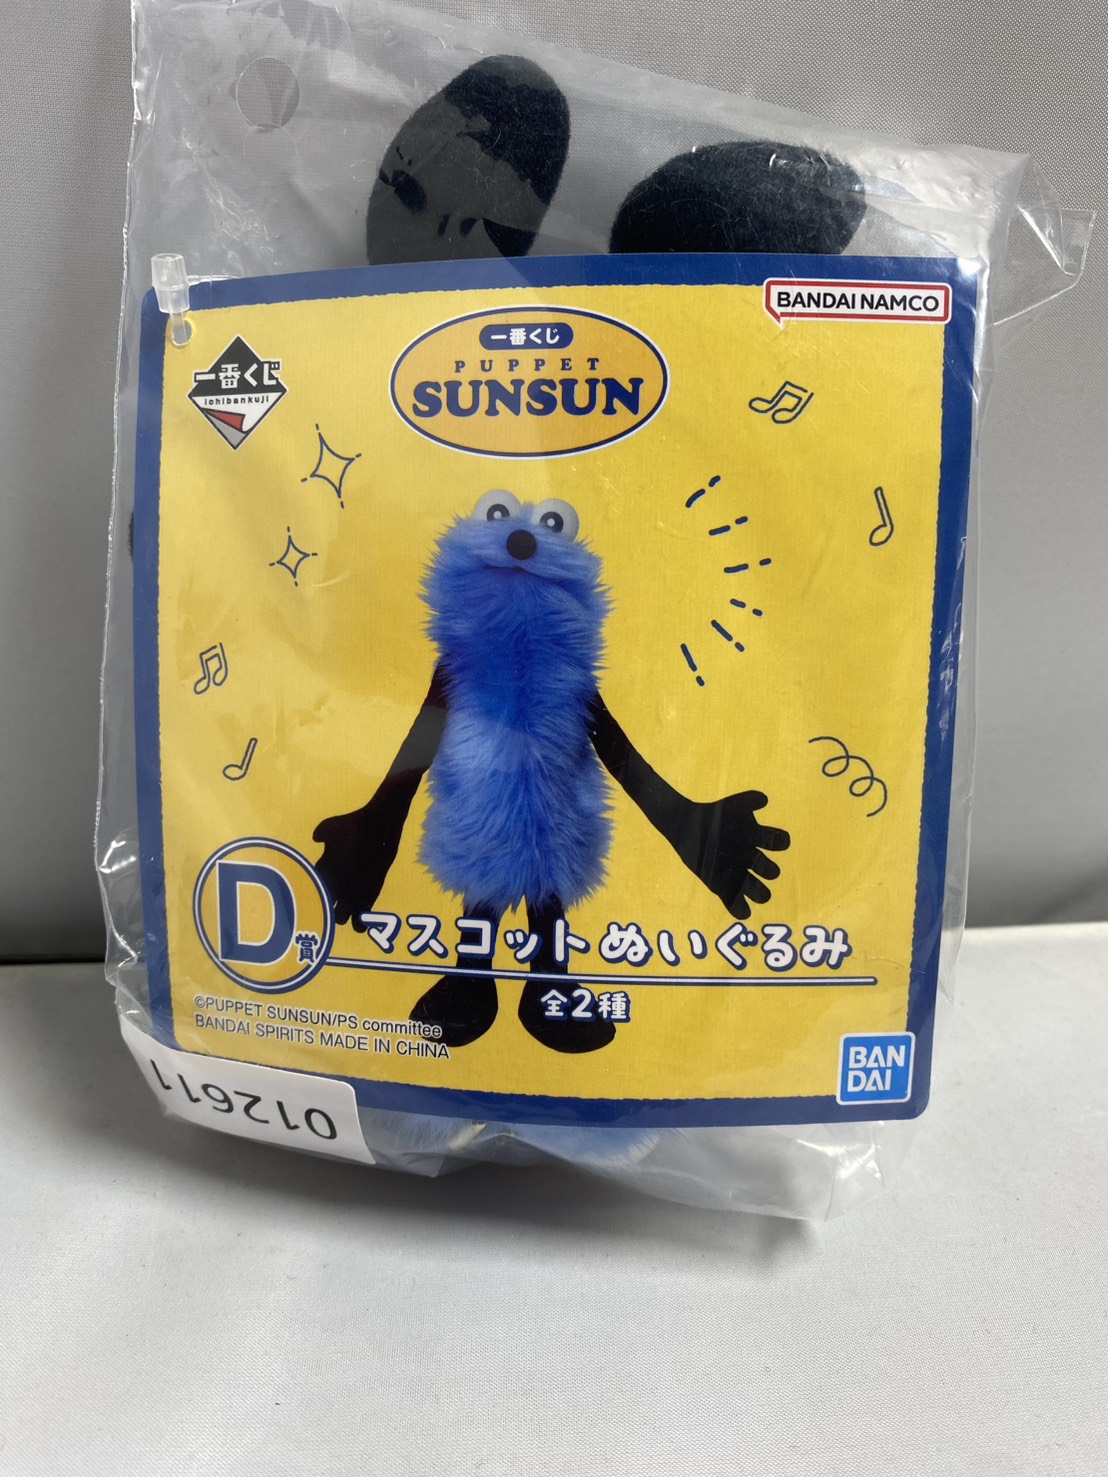 BANDAI NAMCO
一番くじ
PUPPET
SUNSUN
一番くじ
ichibankuji
D賞
マスコットぬいぐるみ
全2種
©PUPPET SUNSUN/PS committee
BANDAI SPIRITS MADE IN CHINA
BAN
DAI
012611